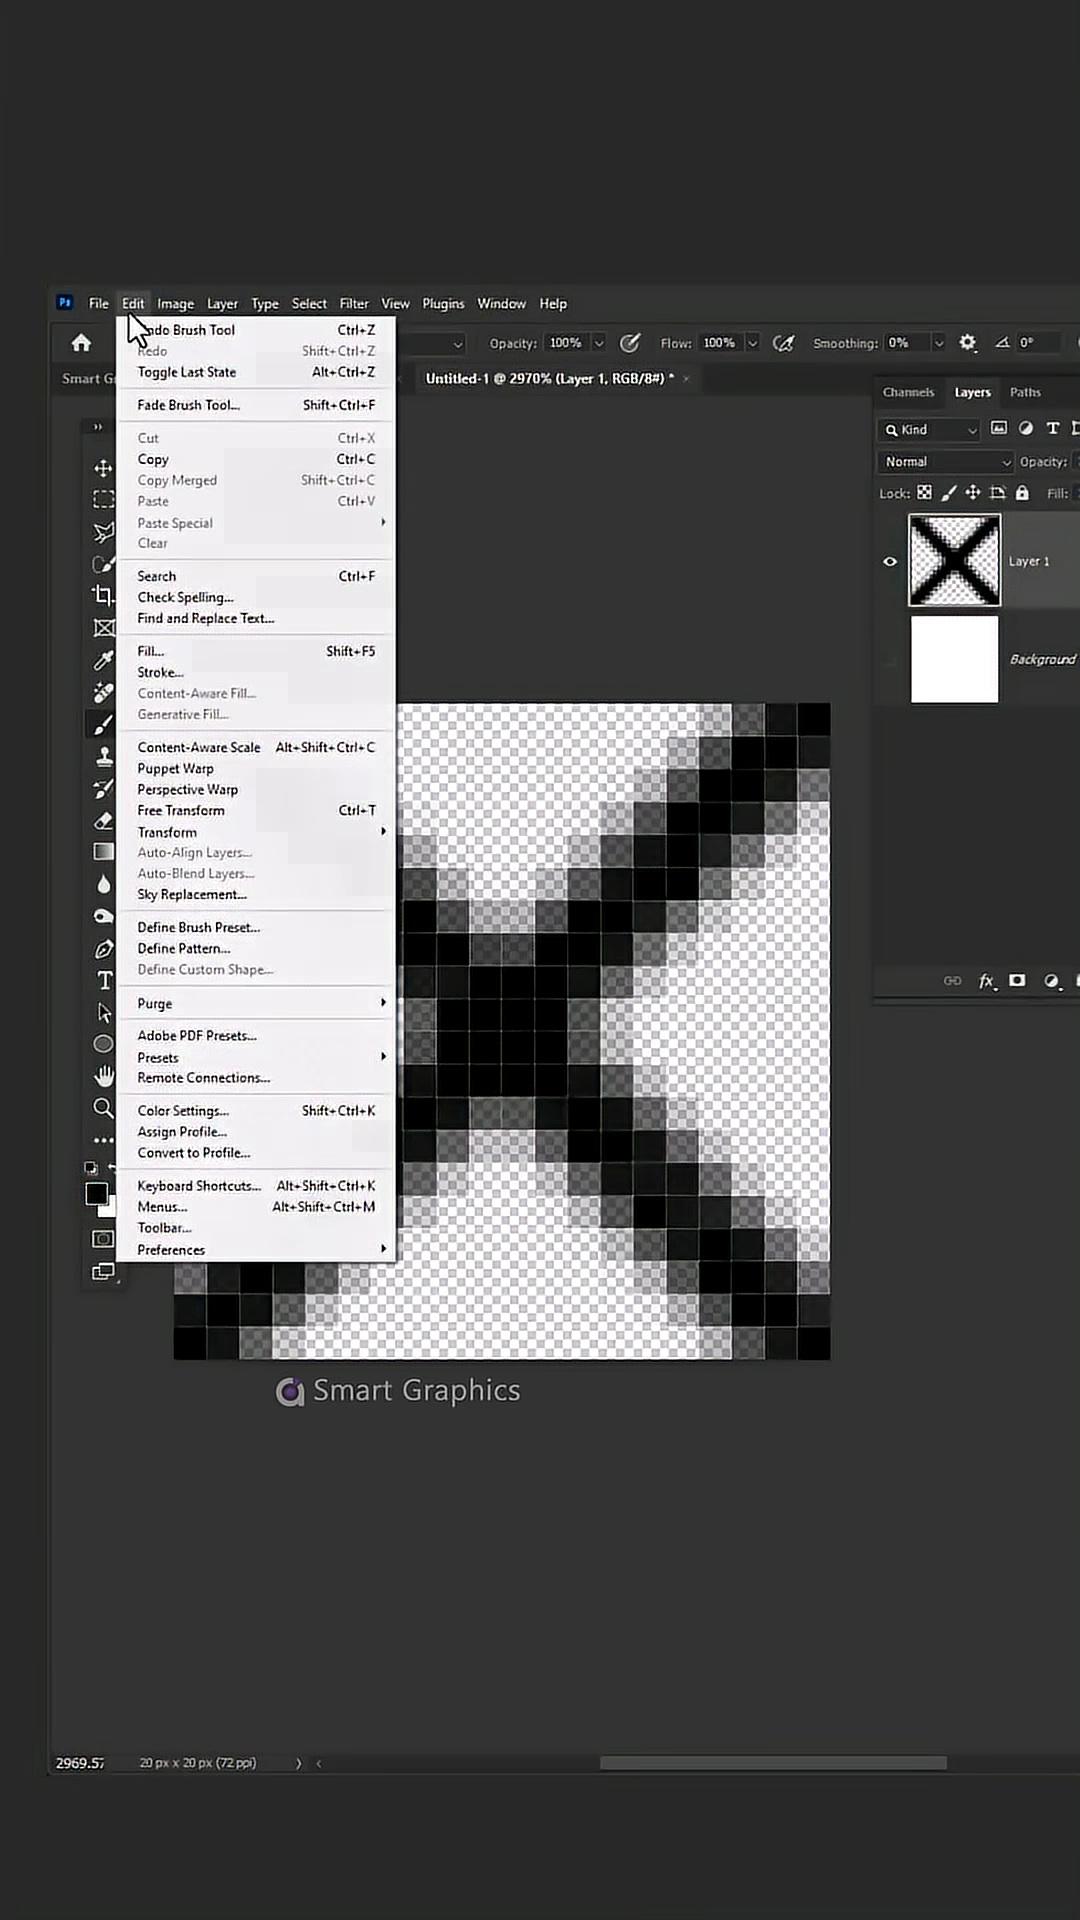 Ps File Edit Image Layer Type Select Filter View Plugins Window Help
Opacity: 100% Flow: 100% Smoothing: 0% 0°
Smart Gr Untitled-1 @ 2970% (Layer 1, RGB/8#) * ×
ndo Brush Tool Ctrl+Z
Redo Shift+Ctrl+Z
Toggle Last State Alt+Ctrl+Z
Fade Brush Tool... Shift+Ctrl+F
Cut Ctrl+X
Copy Ctrl+C
Copy Merged Shift+Ctrl+C
Paste Ctrl+V
Paste Special
Clear
Search Ctrl+F
Check Spelling...
Find and Replace Text...
Fill... Shift+F5
Stroke...
Content-Aware Fill...
Generative Fill...
Content-Aware Scale Alt+Shift+Ctrl+C
Puppet Warp
Perspective Warp
Free Transform Ctrl+T
Transform
Auto-Align Layers...
Auto-Blend Layers...
Sky Replacement...
Define Brush Preset...
Define Pattern...
Define Custom Shape...
Purge
Adobe PDF Presets...
Presets
Remote Connections...
Color Settings... Shift+Ctrl+K
Assign Profile...
Convert to Profile...
Keyboard Shortcuts... Alt+Shift+Ctrl+K
Menus... Alt+Shift+Ctrl+M
Toolbar...
Preferences
Channels Layers Paths
Kind
Normal Opacity:
Lock: Fill:
Layer 1
Background
fx
Smart Graphics
2969.57 20 px x 20 px (72 ppi)